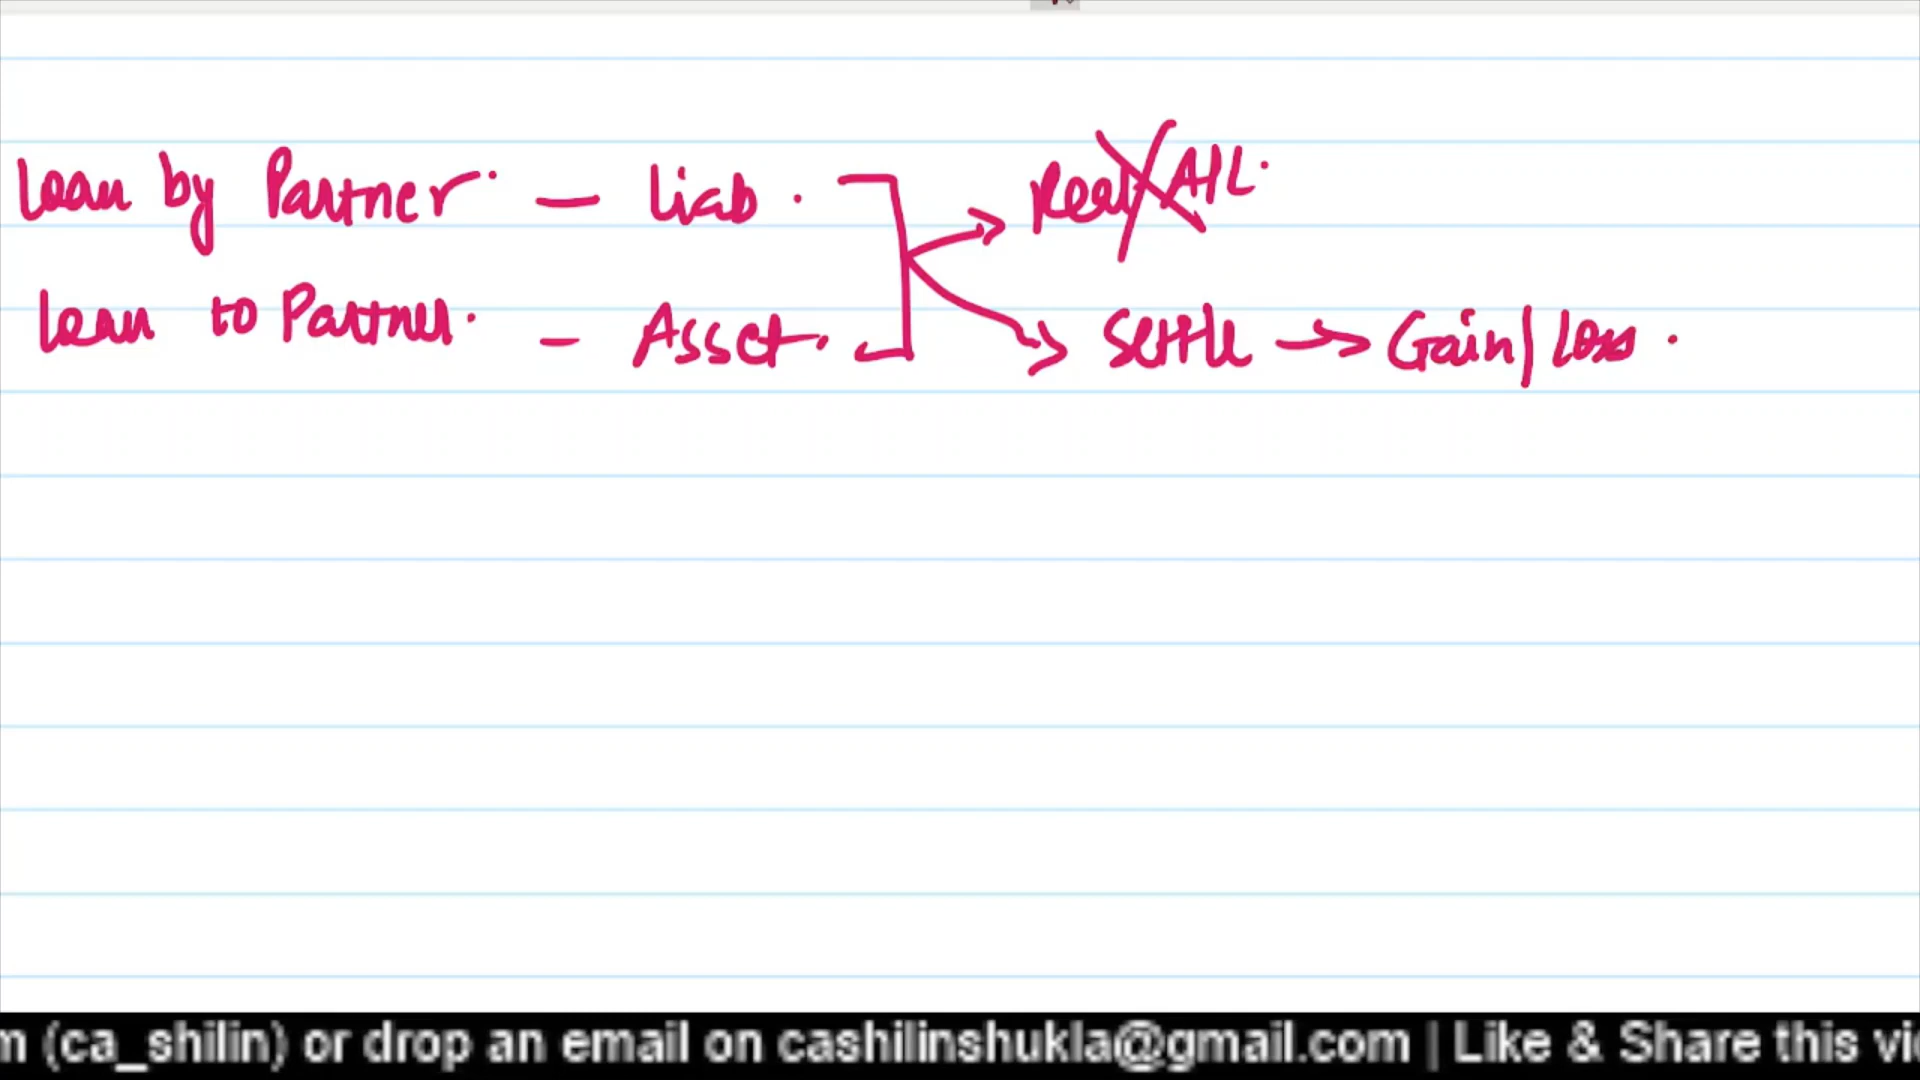 Loan by Partner. — Liab. Real A/c.
Loan to Partner. — Asset. Settle → Gain/Loss.
m (ca_shilin) or drop an email on cashilinshukla@gmail.com | Like & Share this vi